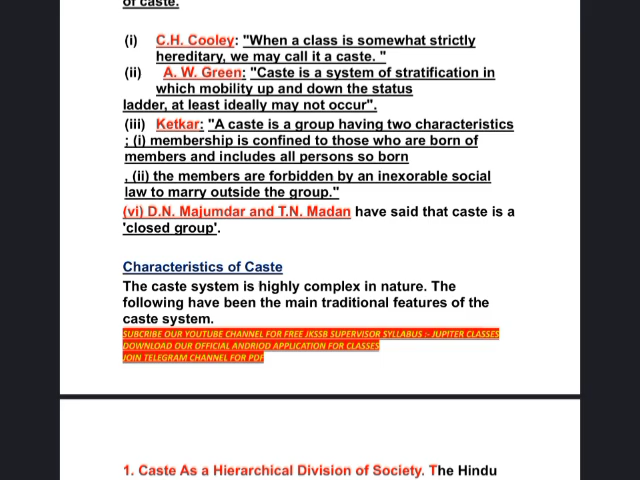 of caste.
(i) C.H. Cooley: "When a class is somewhat strictly
hereditary, we may call it a caste. "
(ii) A. W. Green: "Caste is a system of stratification in
which mobility up and down the status
ladder, at least ideally may not occur".
(iii) Ketkar: "A caste is a group having two characteristics
; (i) membership is confined to those who are born of
members and includes all persons so born
, (ii) the members are forbidden by an inexorable social
law to marry outside the group."
(vi) D.N. Majumdar and T.N. Madan have said that caste is a
'closed group'.
Characteristics of Caste
The caste system is highly complex in nature. The
following have been the main traditional features of the
caste system.
SUBCRIBE OUR YOUTUBE CHANNEL FOR FREE JKSSB SUPERVISOR SYLLABUS :- JUPITER CLASSES
DOWNLOAD OUR OFFICIAL ANDRIOD APPLICATION FOR CLASSES
JOIN TELEGRAM CHANNEL FOR PDF
1. Caste As a Hierarchical Division of Society. The Hindu